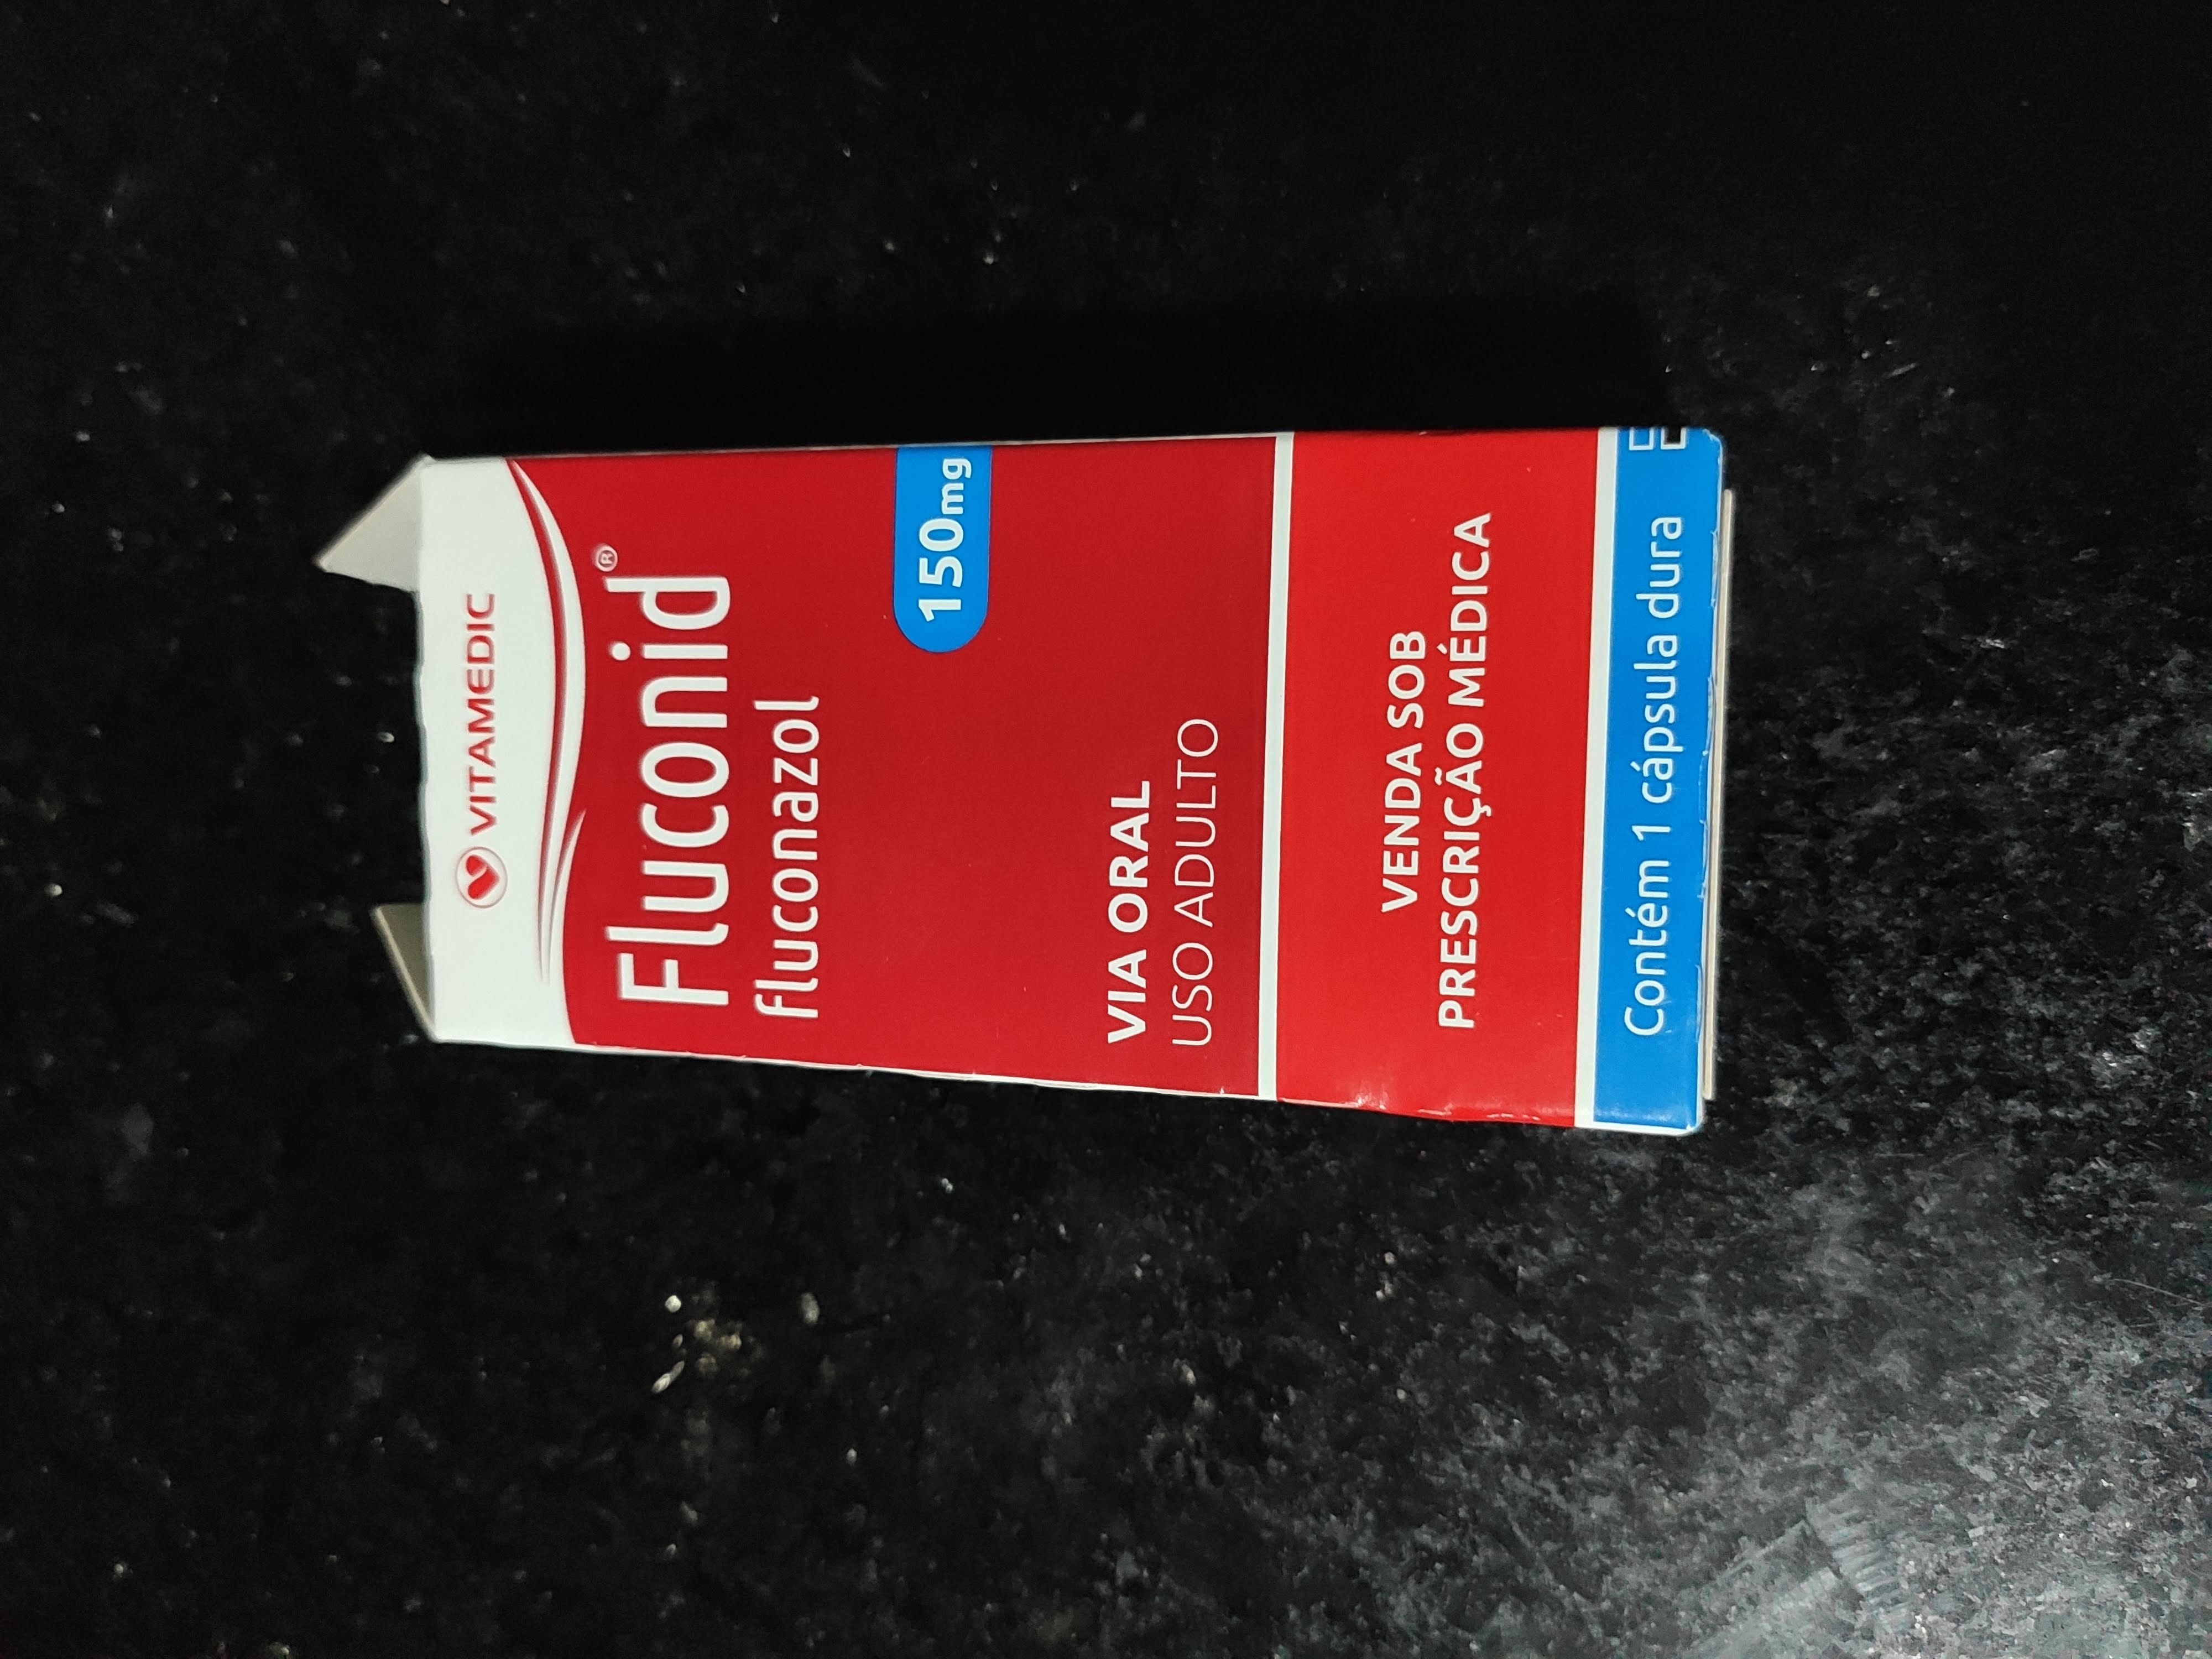 VITAMEDIC
Fluconid®
fluconazol
150mg
VIA ORAL
USO ADULTO
VENDA SOB
PRESCRIÇÃO MÉDICA
Contém 1 cápsula dura